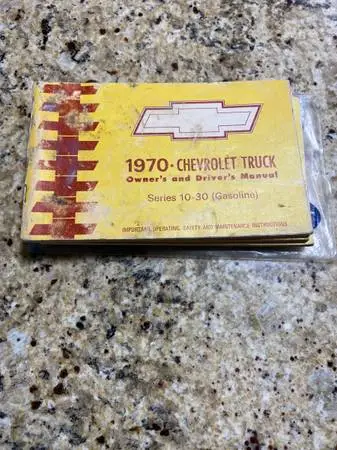 1970 • CHEVROLET TRUCK
Owner's and Driver's Manual
Series 10-30 (Gasoline)
IMPORTANT OPERATING, SAFETY AND MAINTENANCE INSTRUCTIONS